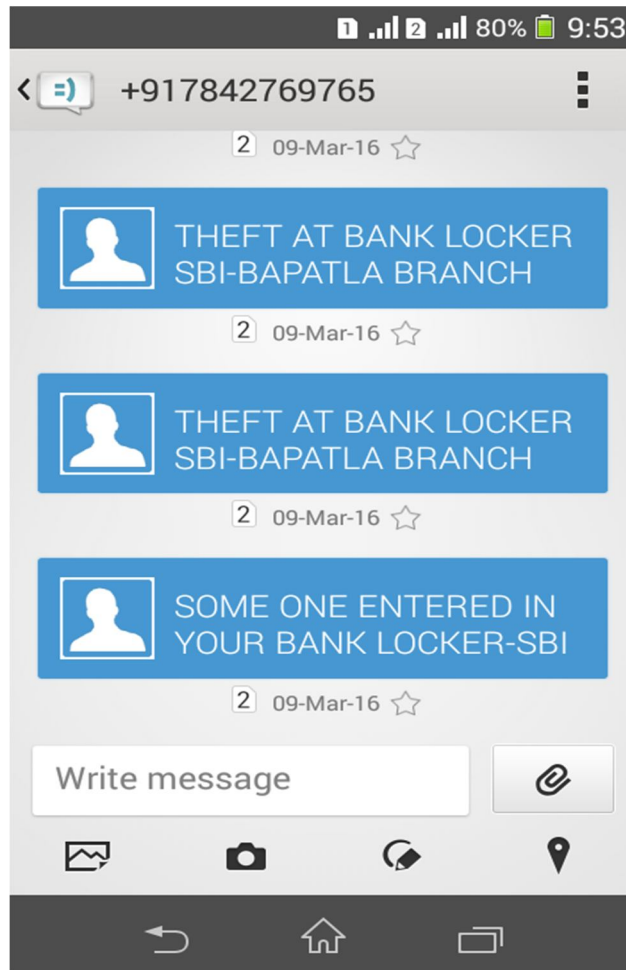 1 2 80% 9:53
=) +917842769765
2 09-Mar-16
THEFT AT BANK LOCKER
SBI-BAPATLA BRANCH
2 09-Mar-16
THEFT AT BANK LOCKER
SBI-BAPATLA BRANCH
2 09-Mar-16
SOME ONE ENTERED IN
YOUR BANK LOCKER-SBI
2 09-Mar-16
Write message